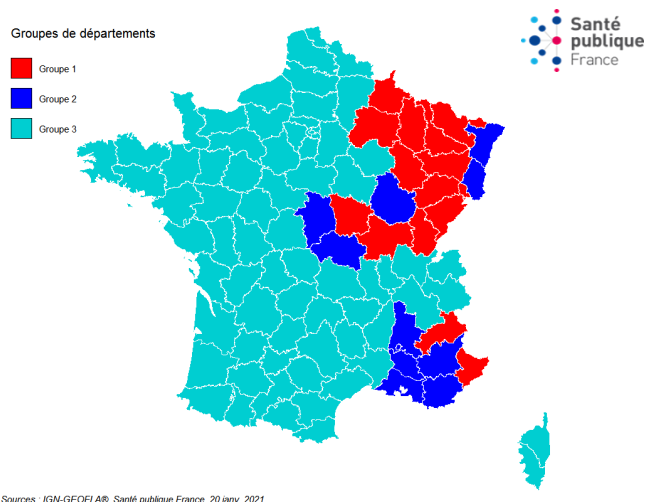 Groupes de départements
Groupe 1
Groupe 2
Groupe 3
Santé
publique
France
Sources : IGN-GEOFLA®, Santé publique France, 20 janv. 2021